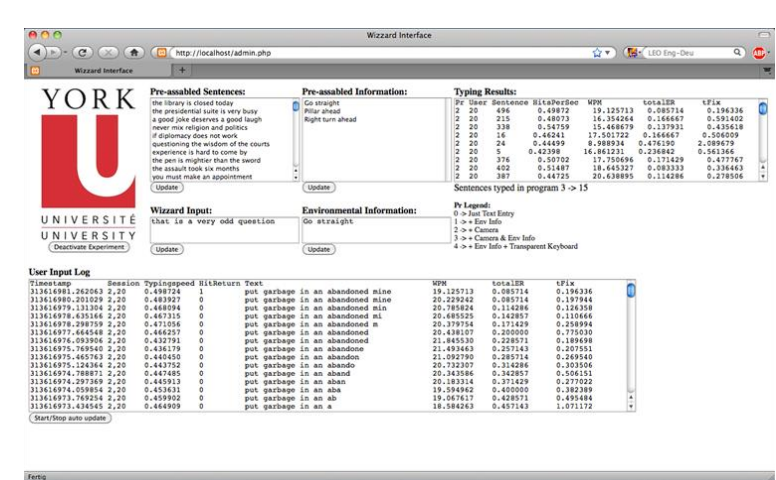 Wizzard Interface
http://localhost/admin.php
LEO Eng-Deu
ABP
Wizzard Interface
+
YORK
UNIVERSITÉ
UNIVERSITY
Deactivate Experiment
Pre-assabled Sentences:
the library is closed today
the presidential suite is very busy
a good joke deserves a good laugh
never mix religion and politics
if diplomacy does not work
questioning the wisdom of the courts
experience is hard to come by
the pen is mightier than the sword
the assault took six months
you must make an appointment
Update
Pre-assabled Information:
Go straight
Pillar ahead
Right turn ahead
Update
Typing Results:
Pr User Sentence HitsPerSec WPM totalER tFix
2 20 496 0.49872 19.125713 0.085714 0.196336
2 20 215 0.48073 16.354264 0.166667 0.591402
2 20 338 0.54759 15.468679 0.137931 0.435618
2 20 16 0.46241 17.501722 0.166667 0.506009
2 20 24 0.44499 8.988934 0.476190 2.089679
2 20 5 0.42398 16.861231 0.236842 0.561366
2 20 376 0.50702 17.750696 0.171429 0.477767
2 20 402 0.51487 18.645327 0.083333 0.336463
2 20 387 0.44725 20.638895 0.114286 0.278506
Sentences typed in program 3 -> 15
Wizzard Input:
that is a very odd question
Update
Environmental Information:
Go straight
Update
Pr Legend:
0 -> Just Text Entry
1 -> + Env Info
2 -> + Camera
3 -> + Camera & Env Info
4 -> + Env Info + Transparent Keyboard
User Input Log
Timestamp Session Typingspeed HitReturn Text WPM totalER tFix
313616981.262063 2,20 0.498724 1 put garbage in an abandoned mine 19.125713 0.085714 0.196336
313616980.201029 2,20 0.483927 0 put garbage in an abandoned mine 20.229242 0.085714 0.197944
313616979.131304 2,20 0.468094 0 put garbage in an abandoned min 20.785824 0.114286 0.126358
313616978.635166 2,20 0.467315 0 put garbage in an abandoned mi 20.685525 0.142857 0.110666
313616978.298759 2,20 0.471056 0 put garbage in an abandoned m 20.379754 0.171429 0.258994
313616977.664548 2,20 0.466257 0 put garbage in an abandoned 20.438107 0.200000 0.775030
313616976.093906 2,20 0.432791 0 put garbage in an abandoned 21.845530 0.228571 0.189698
313616975.769540 2,20 0.436179 0 put garbage in an abandone 21.493463 0.257143 0.207551
313616975.465763 2,20 0.440450 0 put garbage in an abandon 21.092790 0.285714 0.269540
313616975.124364 2,20 0.443752 0 put garbage in an abando 20.732307 0.314286 0.303506
313616974.788871 2,20 0.447485 0 put garbage in an aband 20.343586 0.342857 0.506151
313616974.297369 2,20 0.445913 0 put garbage in an aban 20.183314 0.371429 0.277022
313616974.059854 2,20 0.453631 0 put garbage in an aba 19.594962 0.400000 0.382389
313616973.769254 2,20 0.459902 0 put garbage in an ab 19.067617 0.428571 0.495484
313616973.434545 2,20 0.464909 0 put garbage in an a 18.584263 0.457143 1.071172
Start/Stop auto update
Fertig